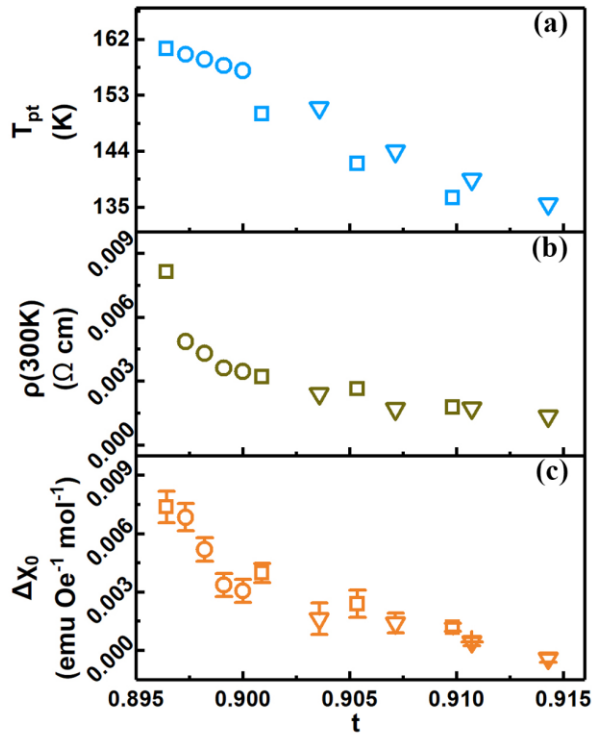 (a)
162
153
144
135
T_pt
(K)
(b)
0.009
0.006
0.003
0.000
ρ(300K)
(Ω cm)
(c)
0.009
0.006
0.003
0.000
Δχ₀
(emu Oe⁻¹ mol⁻¹)
0.895 0.900 0.905 0.910 0.915
t